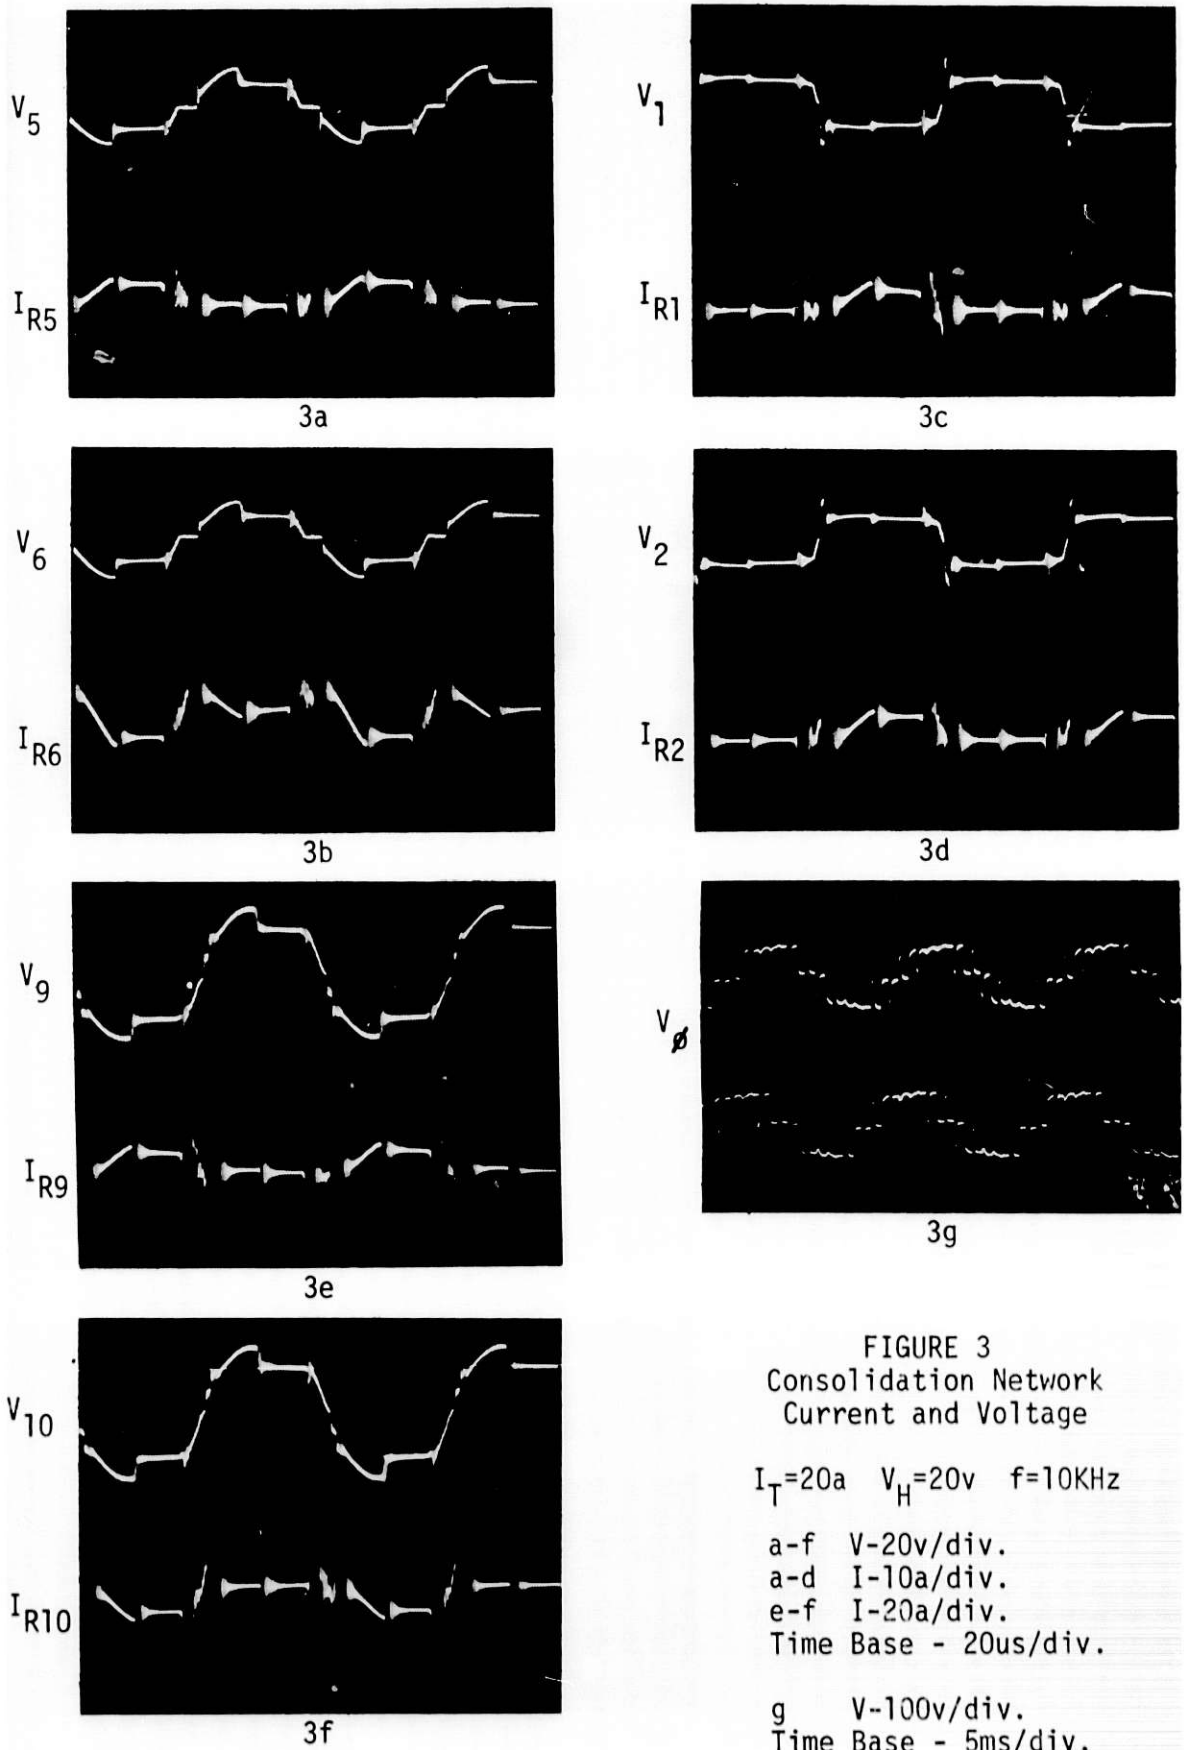 V5
IR5
3a
V1
IR1
3c
V6
IR6
3b
V2
IR2
3d
V9
IR9
3e
Vø
3g
V10
IR10
3f
FIGURE 3
Consolidation Network
Current and Voltage
IT=20a VH=20v f=10KHz
a-f V-20v/div.
a-d I-10a/div.
e-f I-20a/div.
Time Base - 20us/div.
g V-100v/div.
Time Base - 5ms/div.